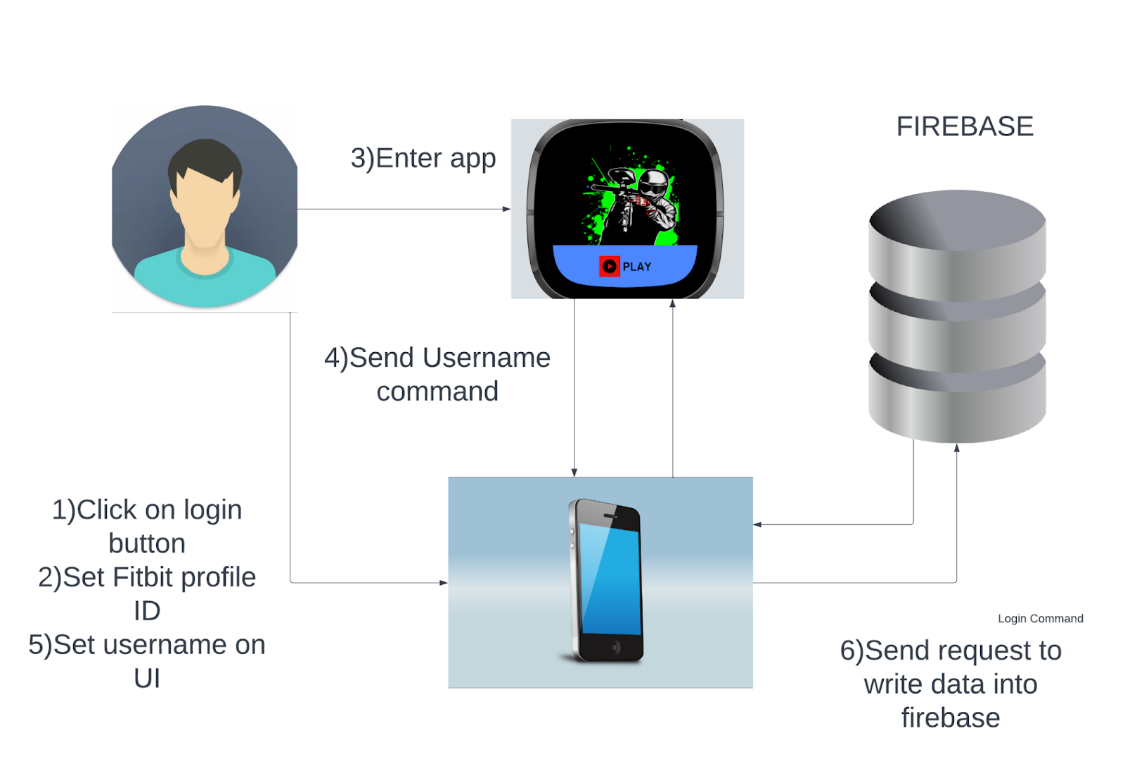 FIREBASE
3)Enter app
PLAY
4)Send Username
command
1)Click on login
button
2)Set Fitbit profile
ID
5)Set username on
UI
Login Command
6)Send request to
write data into
firebase